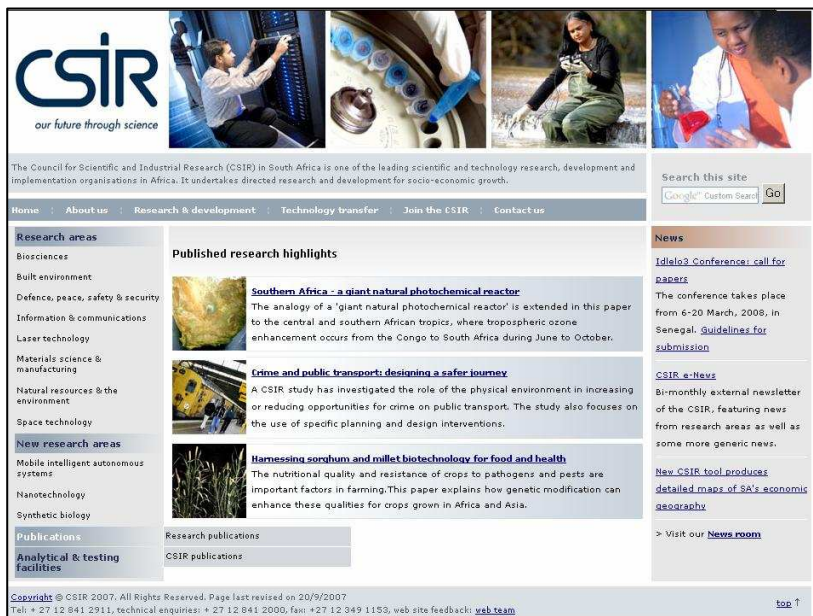 CSIR
our future through science
The Council for Scientific and Industrial Research (CSIR) in South Africa is one of the leading scientific and technology research, development and
implementation organisations in Africa. It undertakes directed research and development for socio-economic growth.
Search this site
Google™ Custom Search Go
Home : About us : Research & development : Technology transfer : Join the CSIR : Contact us
Research areas
Biosciences
Built environment
Defence, peace, safety & security
Information & communications
Laser technology
Materials science &
manufacturing
Natural resources & the
environment
Space technology
New research areas
Mobile intelligent autonomous
systems
Nanotechnology
Synthetic biology
Publications
Analytical & testing
facilities
Research publications
CSIR publications
Published research highlights
Southern Africa - a giant natural photochemical reactor
The analogy of a 'giant natural photochemical reactor' is extended in this paper
to the central and southern African tropics, where tropospheric ozone
enhancement occurs from the Congo to South Africa during June to October.
Crime and public transport: designing a safer journey
A CSIR study has investigated the role of the physical environment in increasing
or reducing opportunities for crime on public transport. The study also focuses on
the use of specific planning and design interventions.
Harnessing sorghum and millet biotechnology for food and health
The nutritional quality and resistance of crops to pathogens and pests are
important factors in farming.This paper explains how genetic modification can
enhance these qualities for crops grown in Africa and Asia.
News
Idlelo3 Conference: call for
papers
The conference takes place
from 6-20 March, 2008, in
Senegal. Guidelines for
submission
CSIR e-News
Bi-monthly external newsletter
of the CSIR, featuring news
from research areas as well as
some more generic news.
New CSIR tool produces
detailed maps of SA's economic
geography
> Visit our News room
Copyright © CSIR 2007. All Rights Reserved. Page last revised on 20/9/2007
Tel: + 27 12 841 2911, technical enquiries: + 27 12 841 2000, fax: +27 12 349 1153, web site feedback: web team
top ↑